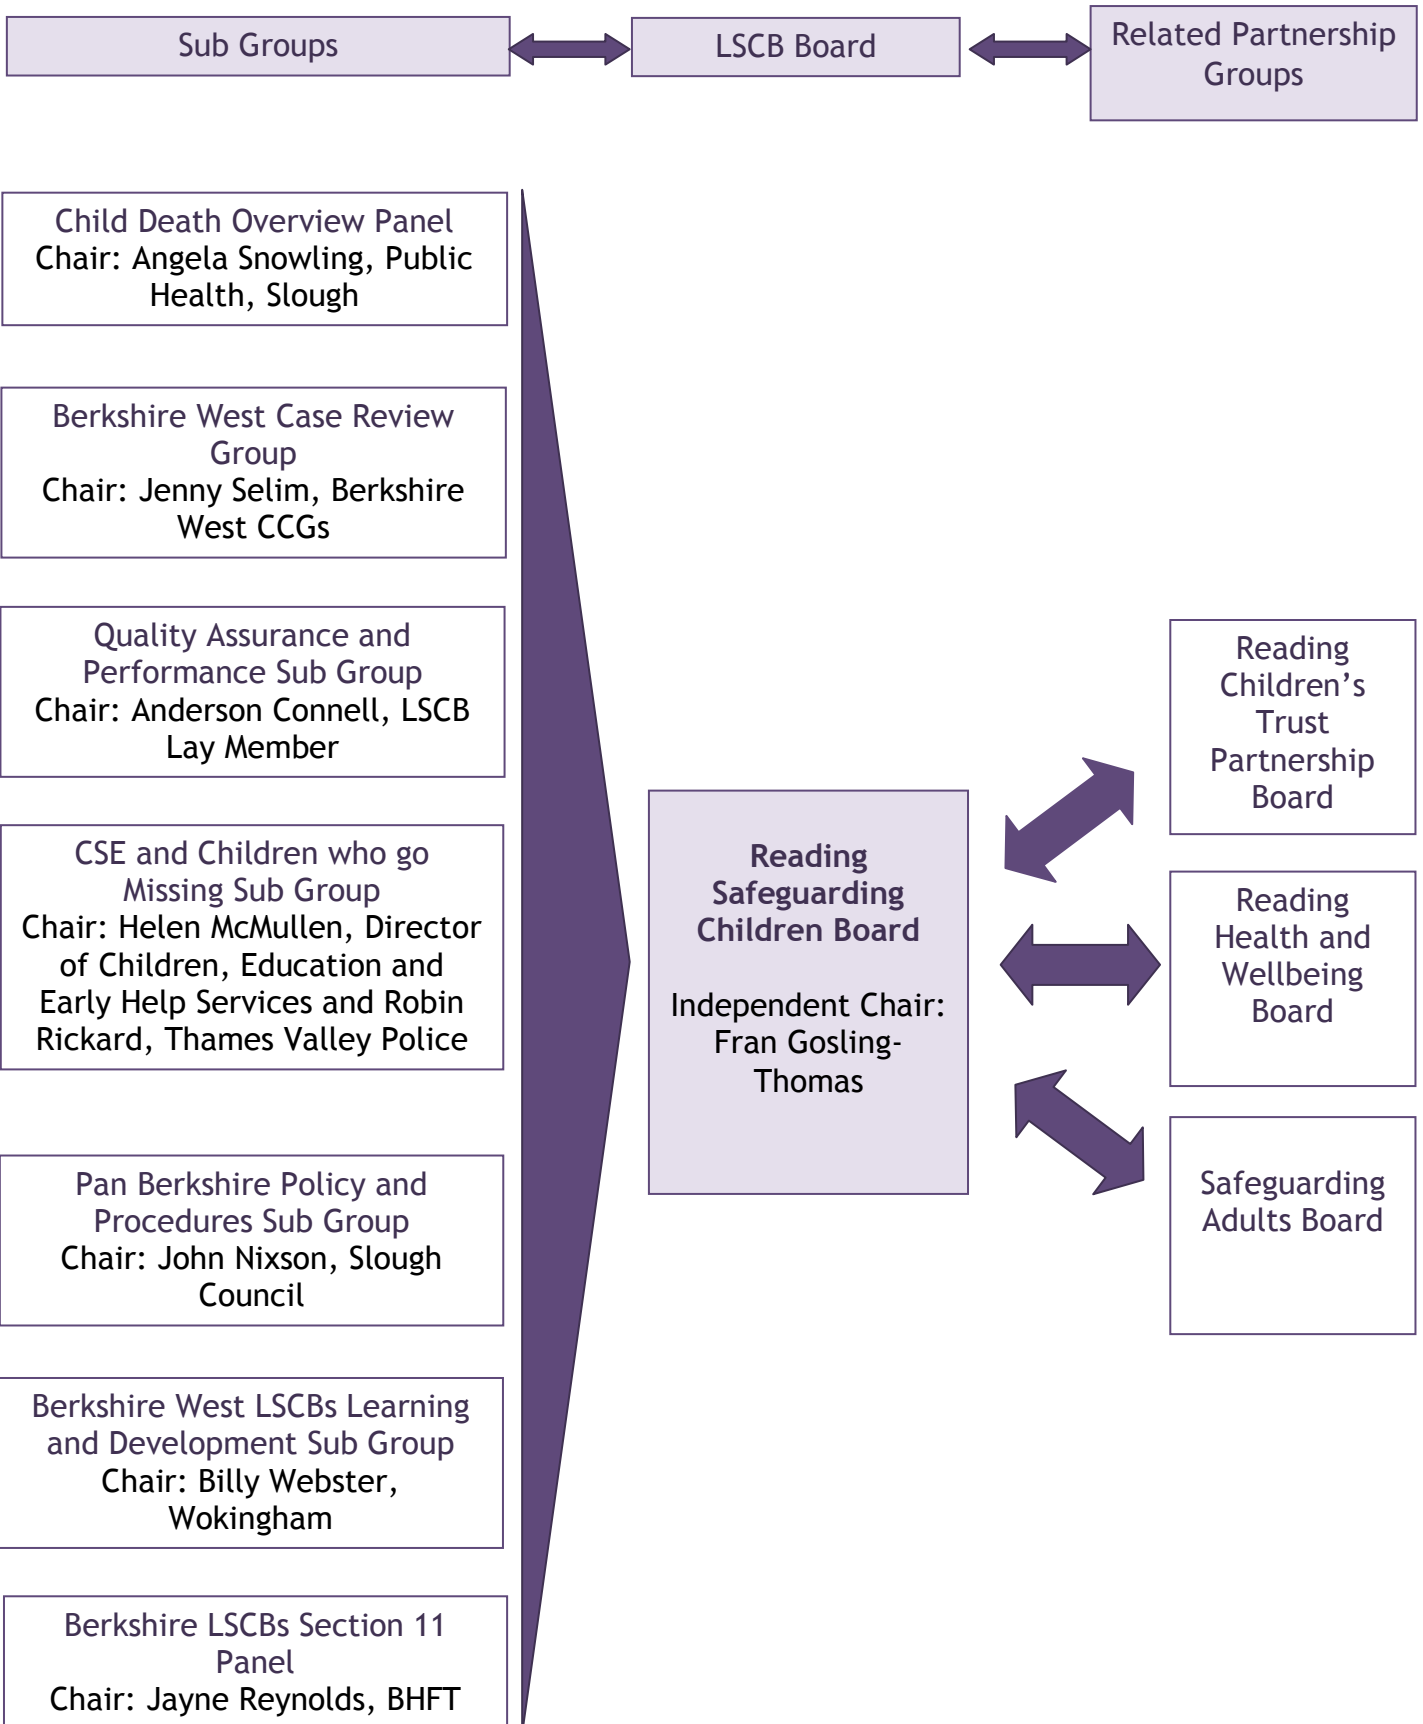 Sub Groups
LSCB Board
Related Partnership
Groups
Child Death Overview Panel
Chair: Angela Snowling, Public
Health, Slough
Berkshire West Case Review
Group
Chair: Jenny Selim, Berkshire
West CCGs
Quality Assurance and
Performance Sub Group
Chair: Anderson Connell, LSCB
Lay Member
CSE and Children who go
Missing Sub Group
Chair: Helen McMullen, Director
of Children, Education and
Early Help Services and Robin
Rickard, Thames Valley Police
Pan Berkshire Policy and
Procedures Sub Group
Chair: John Nixson, Slough
Council
Berkshire West LSCBs Learning
and Development Sub Group
Chair: Billy Webster,
Wokingham
Berkshire LSCBs Section 11
Panel
Chair: Jayne Reynolds, BHFT
Reading
Safeguarding
Children Board
Independent Chair:
Fran Gosling-
Thomas
Reading
Children’s
Trust
Partnership
Board
Reading
Health and
Wellbeing
Board
Safeguarding
Adults Board